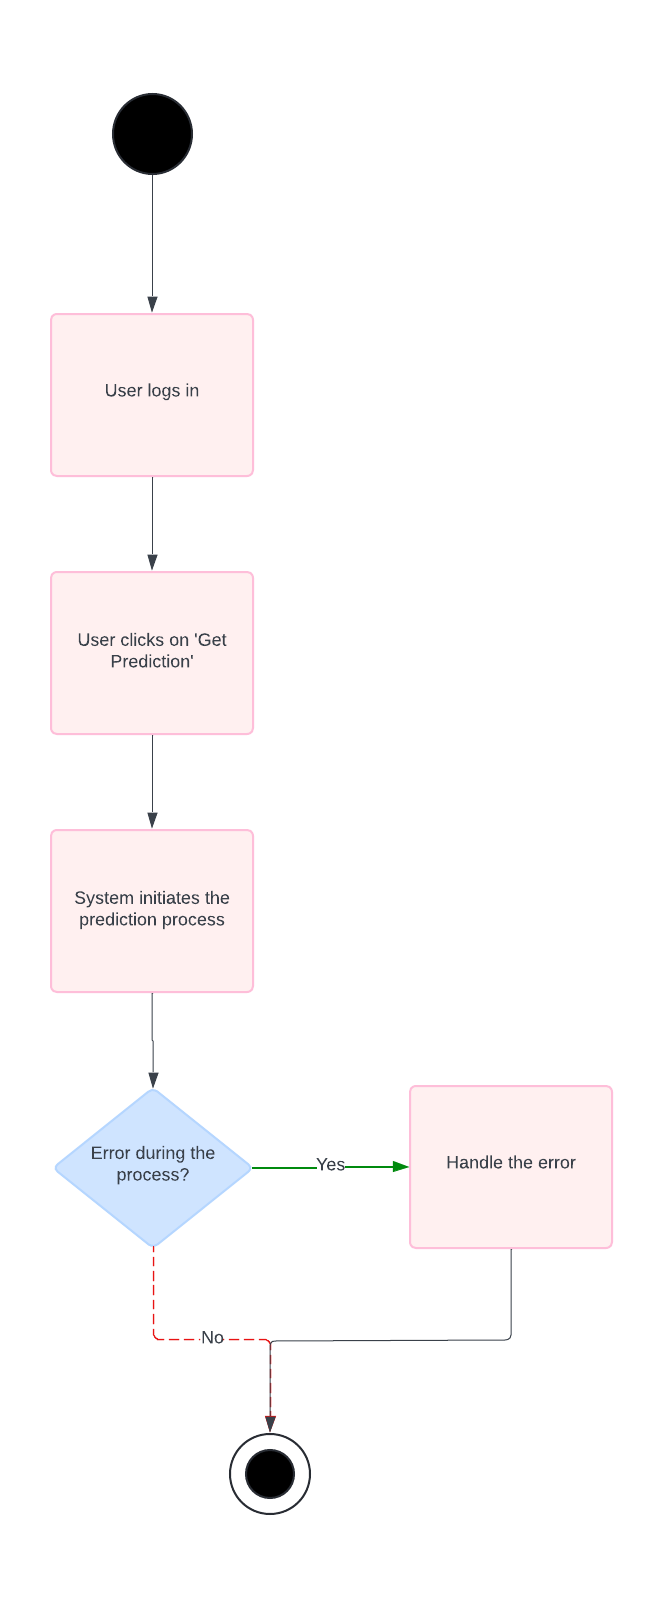 User logs in
User clicks on 'Get
Prediction'
System initiates the
prediction process
Error during the
process?
Yes
Handle the error
No